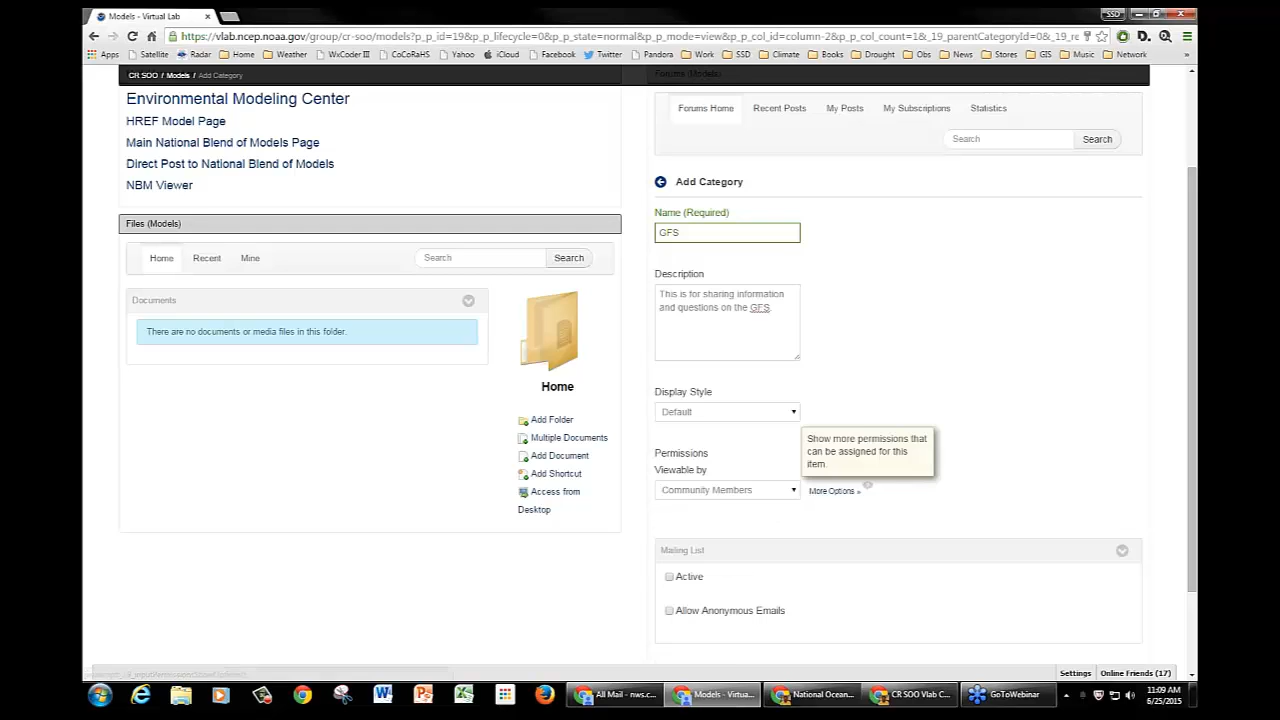 Models - Virtual Lab
SSD
https://vlab.ncep.noaa.gov/group/cr-soo/models?p_p_id=19&p_p_lifecycle=0&p_p_state=normal&p_p_mode=view&p_p_col_id=column-2&p_p_col_count=1&_19_parentCategoryId=0&_19_re
Apps Satellite Radar Home Weather WxCoder III CoCoRaHS Yahoo iCloud Facebook Twitter Pandora Work SSD Climate Books Drought Obs News Stores GIS Music Network
CR SOO / Models / Add Category
Forums (Models)
Environmental Modeling Center
HREF Model Page
Main National Blend of Models Page
Direct Post to National Blend of Models
NBM Viewer
Files (Models)
Home Recent Mine Search Search
Documents
There are no documents or media files in this folder.
Home
Add Folder
Multiple Documents
Add Document
Add Shortcut
Access from
Desktop
Forums Home Recent Posts My Posts My Subscriptions Statistics
Search Search
Add Category
Name (Required)
GFS
Description
This is for sharing information
and questions on the GFS.
Display Style
Default
Show more permissions that
can be assigned for this
item.
Permissions
Viewable by
Community Members More Options »
Mailing List
Active
Allow Anonymous Emails
Settings Online Friends (17)
All Mail - nws.c... Models - Virtua... National Ocean... CR SOO Vlab C... GoToWebinar
11:09 AM
6/25/2015